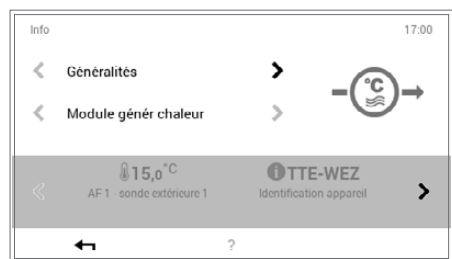 Info 17:00
Généralités
Module génér chaleur
15,0°C TTE-WEZ
AF 1 sonde extérieure 1 Identification appareil
?